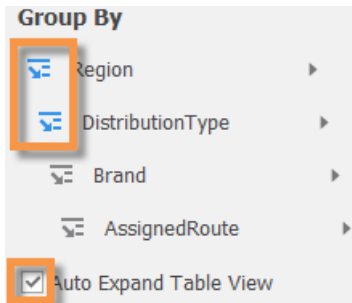 Group By
Region
DistributionType
Brand
AssignedRoute
Auto Expand Table View